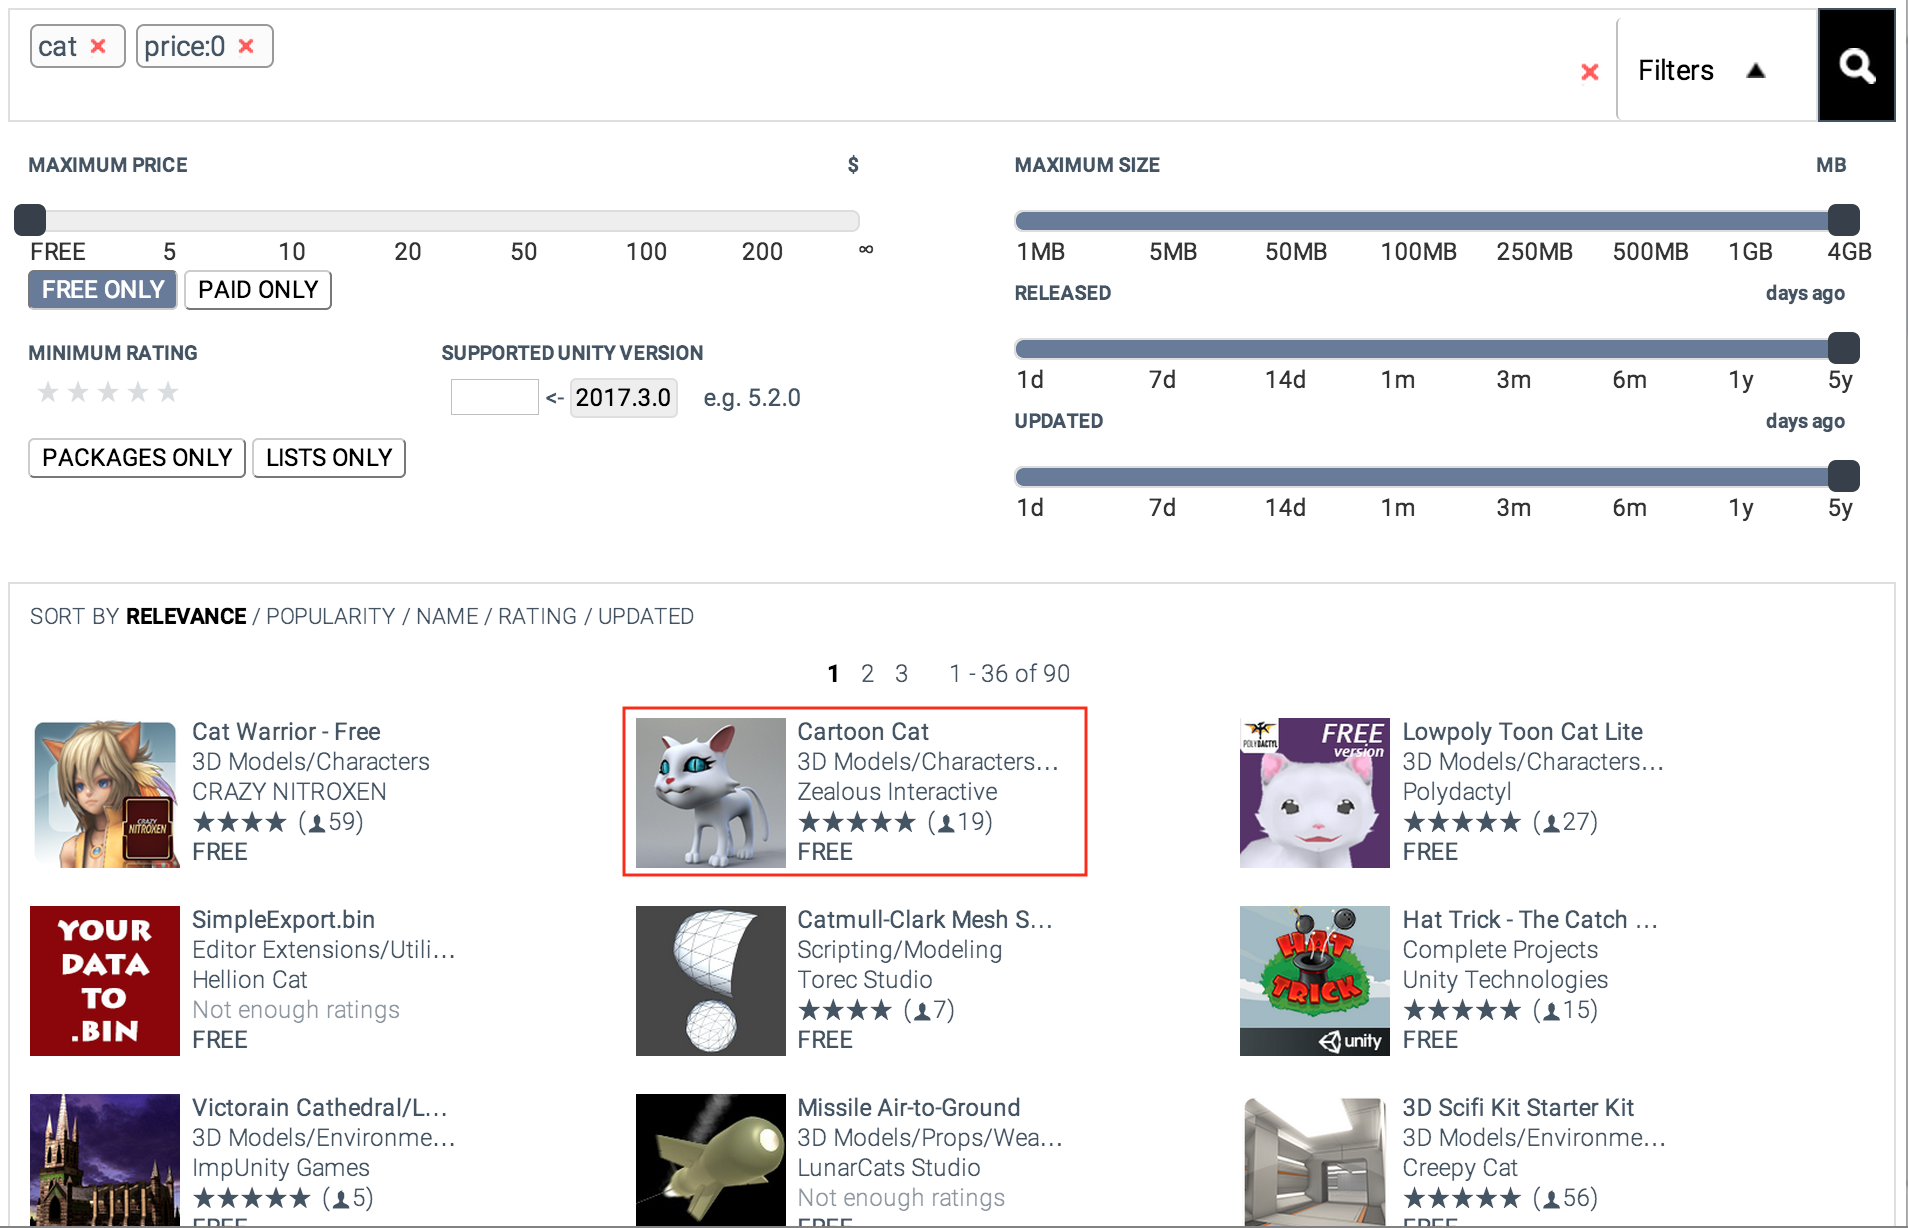 cat price:0
Filters
MAXIMUM PRICE $
FREE 5 10 20 50 100 200 ∞
FREE ONLY PAID ONLY
MINIMUM RATING
SUPPORTED UNITY VERSION
<- 2017.3.0 e.g. 5.2.0
PACKAGES ONLY LISTS ONLY
MAXIMUM SIZE MB
1MB 5MB 50MB 100MB 250MB 500MB 1GB 4GB
RELEASED days ago
1d 7d 14d 1m 3m 6m 1y 5y
UPDATED days ago
1d 7d 14d 1m 3m 6m 1y 5y
SORT BY RELEVANCE / POPULARITY / NAME / RATING / UPDATED
1 2 3 1 - 36 of 90
CRAZY
NITROXEN
Cat Warrior - Free
3D Models/Characters
CRAZY NITROXEN
★★★★ (59)
FREE
Cartoon Cat
3D Models/Characters...
Zealous Interactive
★★★★★ (19)
FREE
POLYDACTYL
FREE
version
Lowpoly Toon Cat Lite
3D Models/Characters...
Polydactyl
★★★★★ (27)
FREE
YOUR
DATA
TO
.BIN
SimpleExport.bin
Editor Extensions/Utili...
Hellion Cat
Not enough ratings
FREE
Catmull-Clark Mesh S...
Scripting/Modeling
Torec Studio
★★★★ (7)
FREE
HAT
TRICK
unity
Hat Trick - The Catch ...
Complete Projects
Unity Technologies
★★★★★ (15)
FREE
Victorain Cathedral/L...
3D Models/Environme...
ImpUnity Games
★★★★★ (5)
FREE
Missile Air-to-Ground
3D Models/Props/Wea...
LunarCats Studio
Not enough ratings
FREE
3D Scifi Kit Starter Kit
3D Models/Environme...
Creepy Cat
★★★★★ (56)
FREE